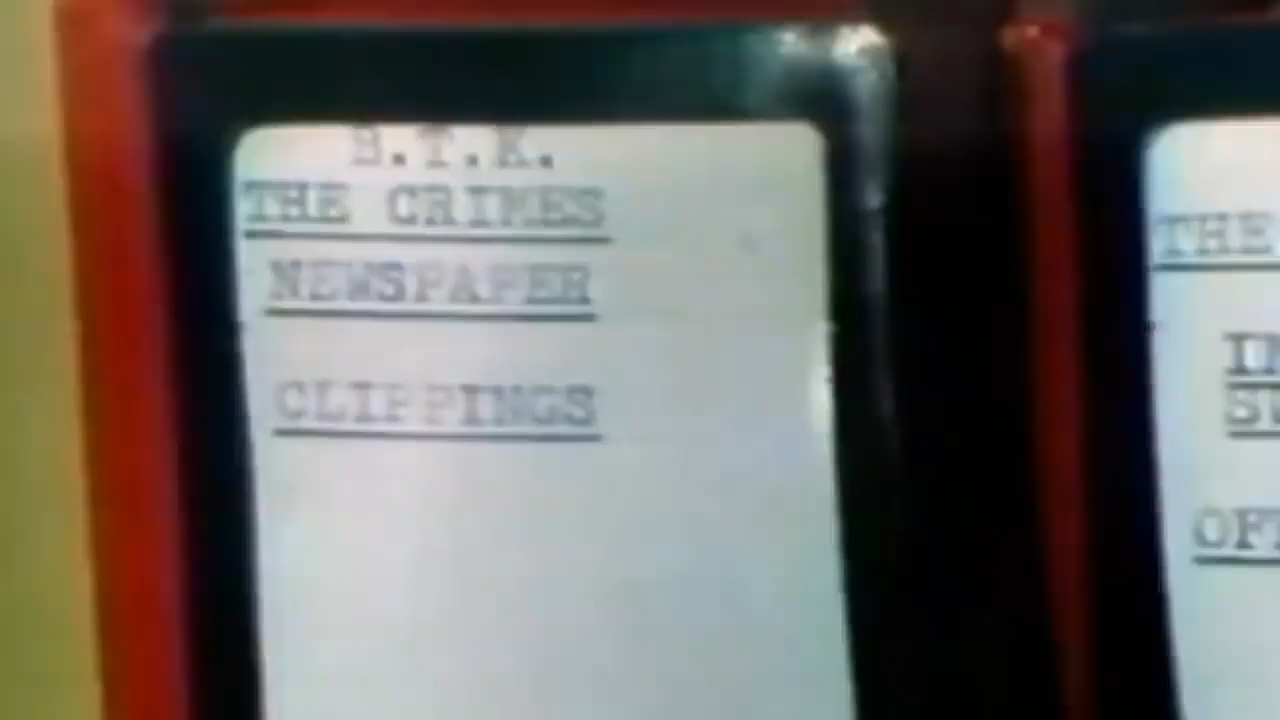 B.T.K.
THE CRIMES
NEWSPAPER
CLIPPINGS
THE